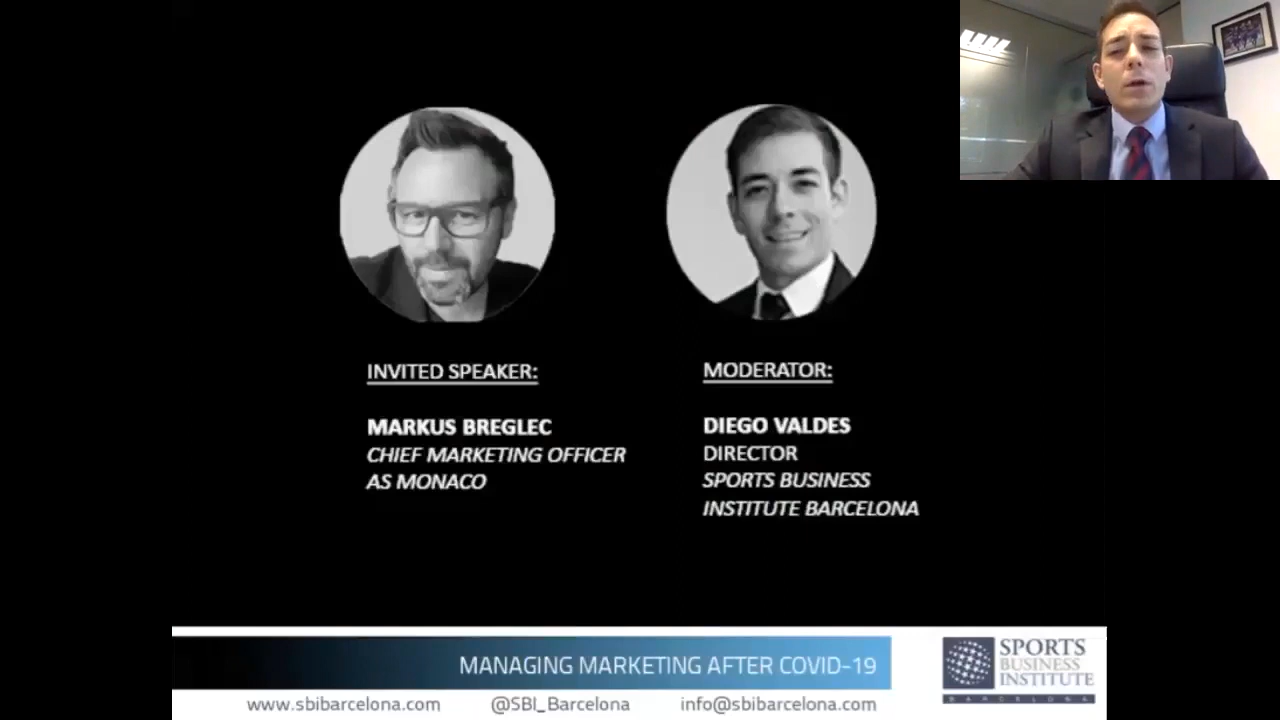 INVITED SPEAKER:
MARKUS BREGLEC
CHIEF MARKETING OFFICER
AS MONACO
MODERATOR:
DIEGO VALDES
DIRECTOR
SPORTS BUSINESS
INSTITUTE BARCELONA
MANAGING MARKETING AFTER COVID-19
SPORTS
BUSINESS
INSTITUTE
BARCELONA
www.sbibarcelona.com @SBI_Barcelona info@sbibarcelona.com